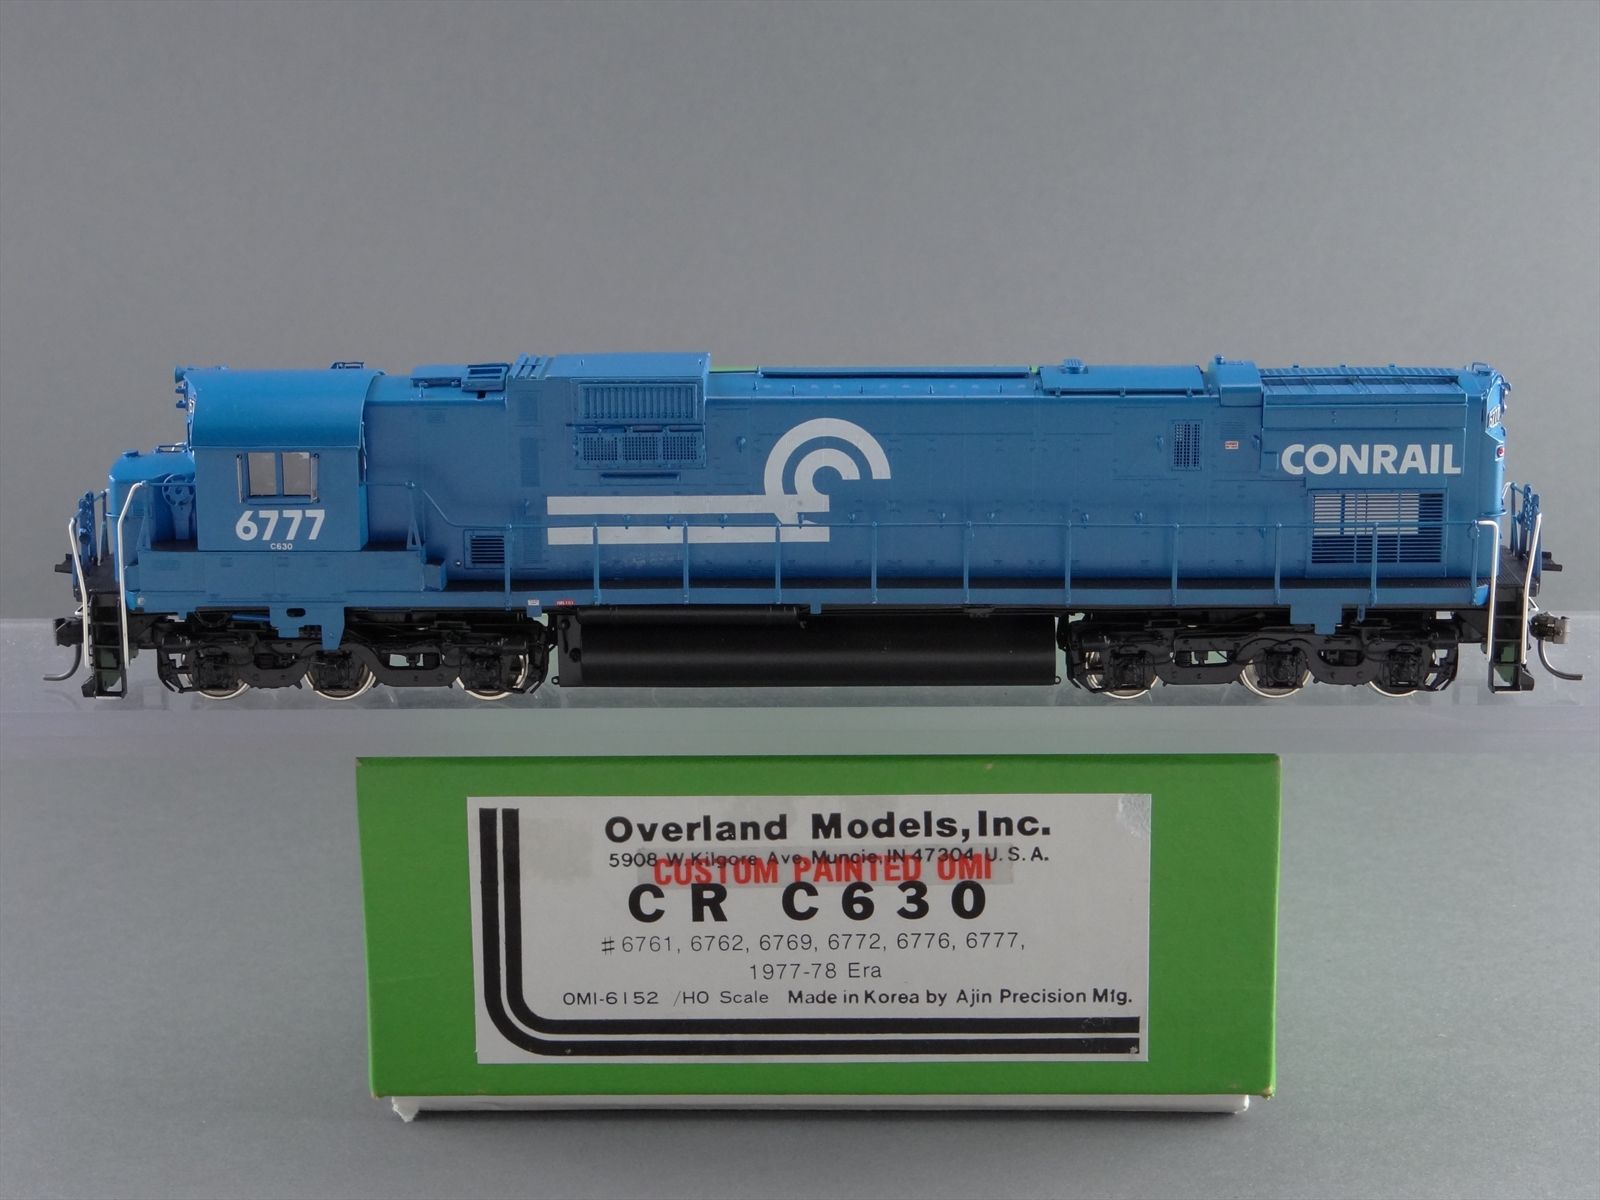 CONRAIL
6777
C630
Overland Models, Inc.
5908 W. Kilgore Ave. Muncie, IN 47304 U.S.A.
CUSTOM PAINTED OMI
CR C630
#6761, 6762, 6769, 6772, 6776, 6777,
1977-78 Era
OMI-6152 /HO Scale Made in Korea by Ajin Precision Mfg.